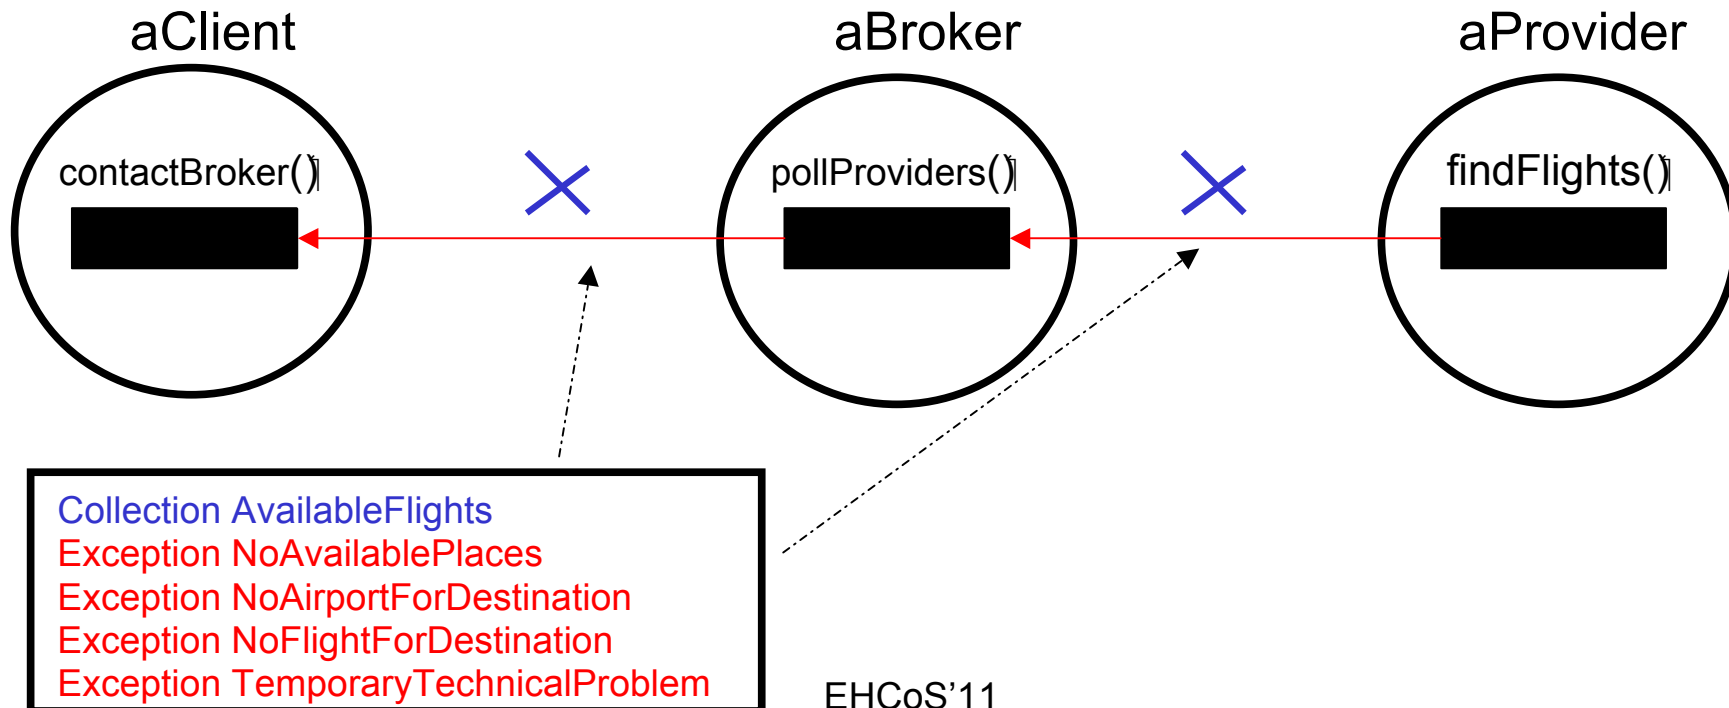 aClient aBroker aProvider
contactBroker() pollProviders() findFlights()
Collection AvailableFlights
Exception NoAvailablePlaces
Exception NoAirportForDestination
Exception NoFlightForDestination
Exception TemporaryTechnicalProblem
EHCoS’11